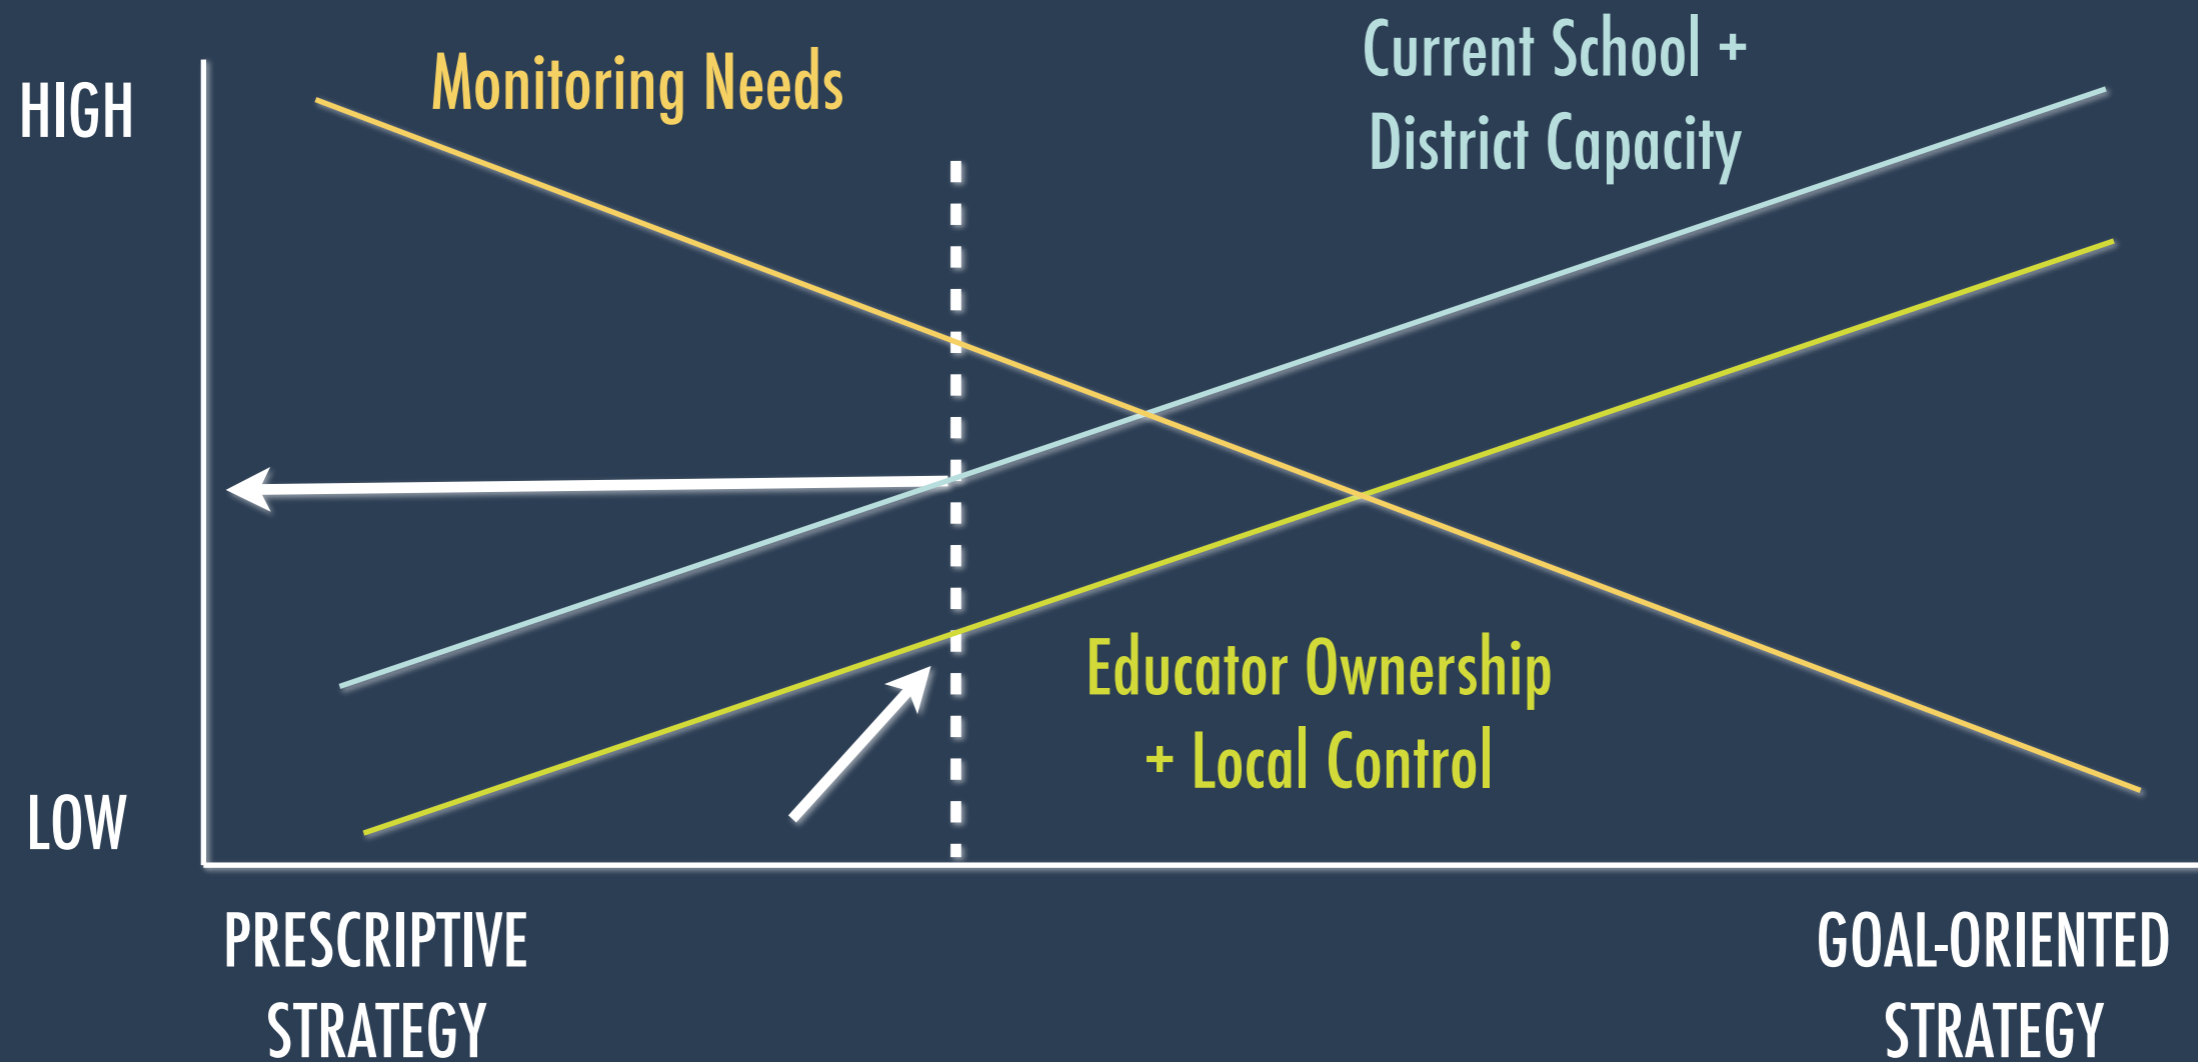 HIGH
Monitoring Needs
Current School +
District Capacity
Educator Ownership
+ Local Control
LOW
PRESCRIPTIVE
STRATEGY
GOAL-ORIENTED
STRATEGY